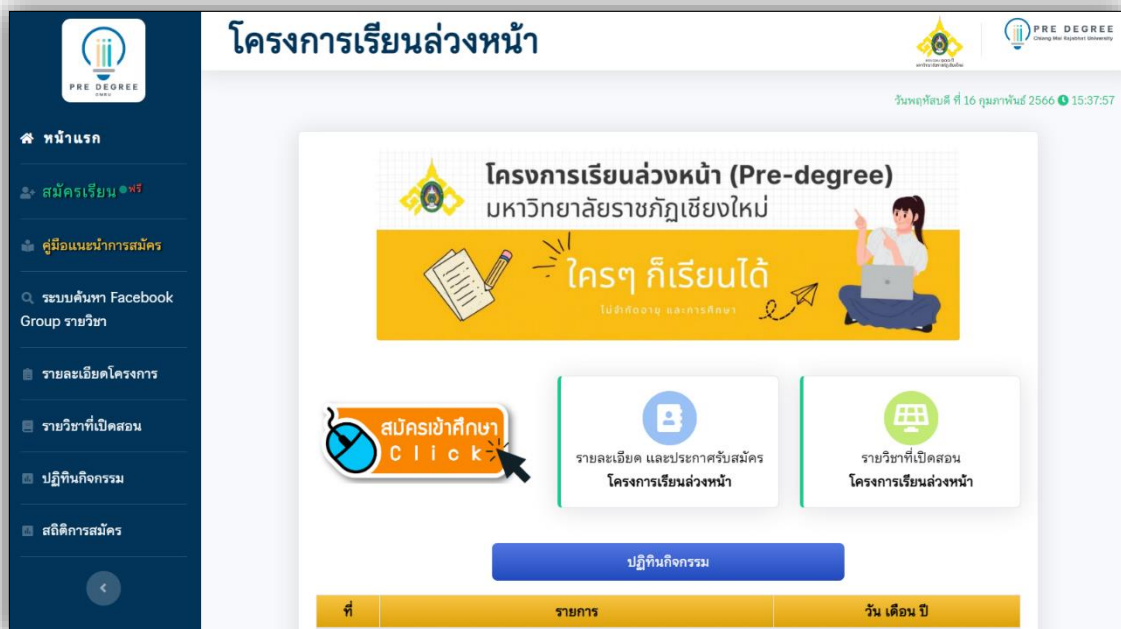 PRE DEGREE
CMRU
หน้าแรก
สมัครเรียน ฟรี
คู่มือแนะนำการสมัคร
ระบบค้นหา Facebook
Group รายวิชา
รายละเอียดโครงการ
รายวิชาที่เปิดสอน
ปฏิทินกิจกรรม
สถิติการสมัคร
โครงการเรียนล่วงหน้า
PRE DEGREE
Chiang Mai Rajabhat University
วันพฤหัสบดี ที่ 16 กุมภาพันธ์ 2566 15:37:57
โครงการเรียนล่วงหน้า (Pre-degree)
มหาวิทยาลัยราชภัฏเชียงใหม่
ใครๆ ก็เรียนได้
ไม่จำกัดอายุ และการศึกษา
สมัครเข้าศึกษา
Click
รายละเอียด และประกาศรับสมัคร
โครงการเรียนล่วงหน้า
รายวิชาที่เปิดสอน
โครงการเรียนล่วงหน้า
ปฏิทินกิจกรรม
ที่ รายการ วัน เดือน ปี